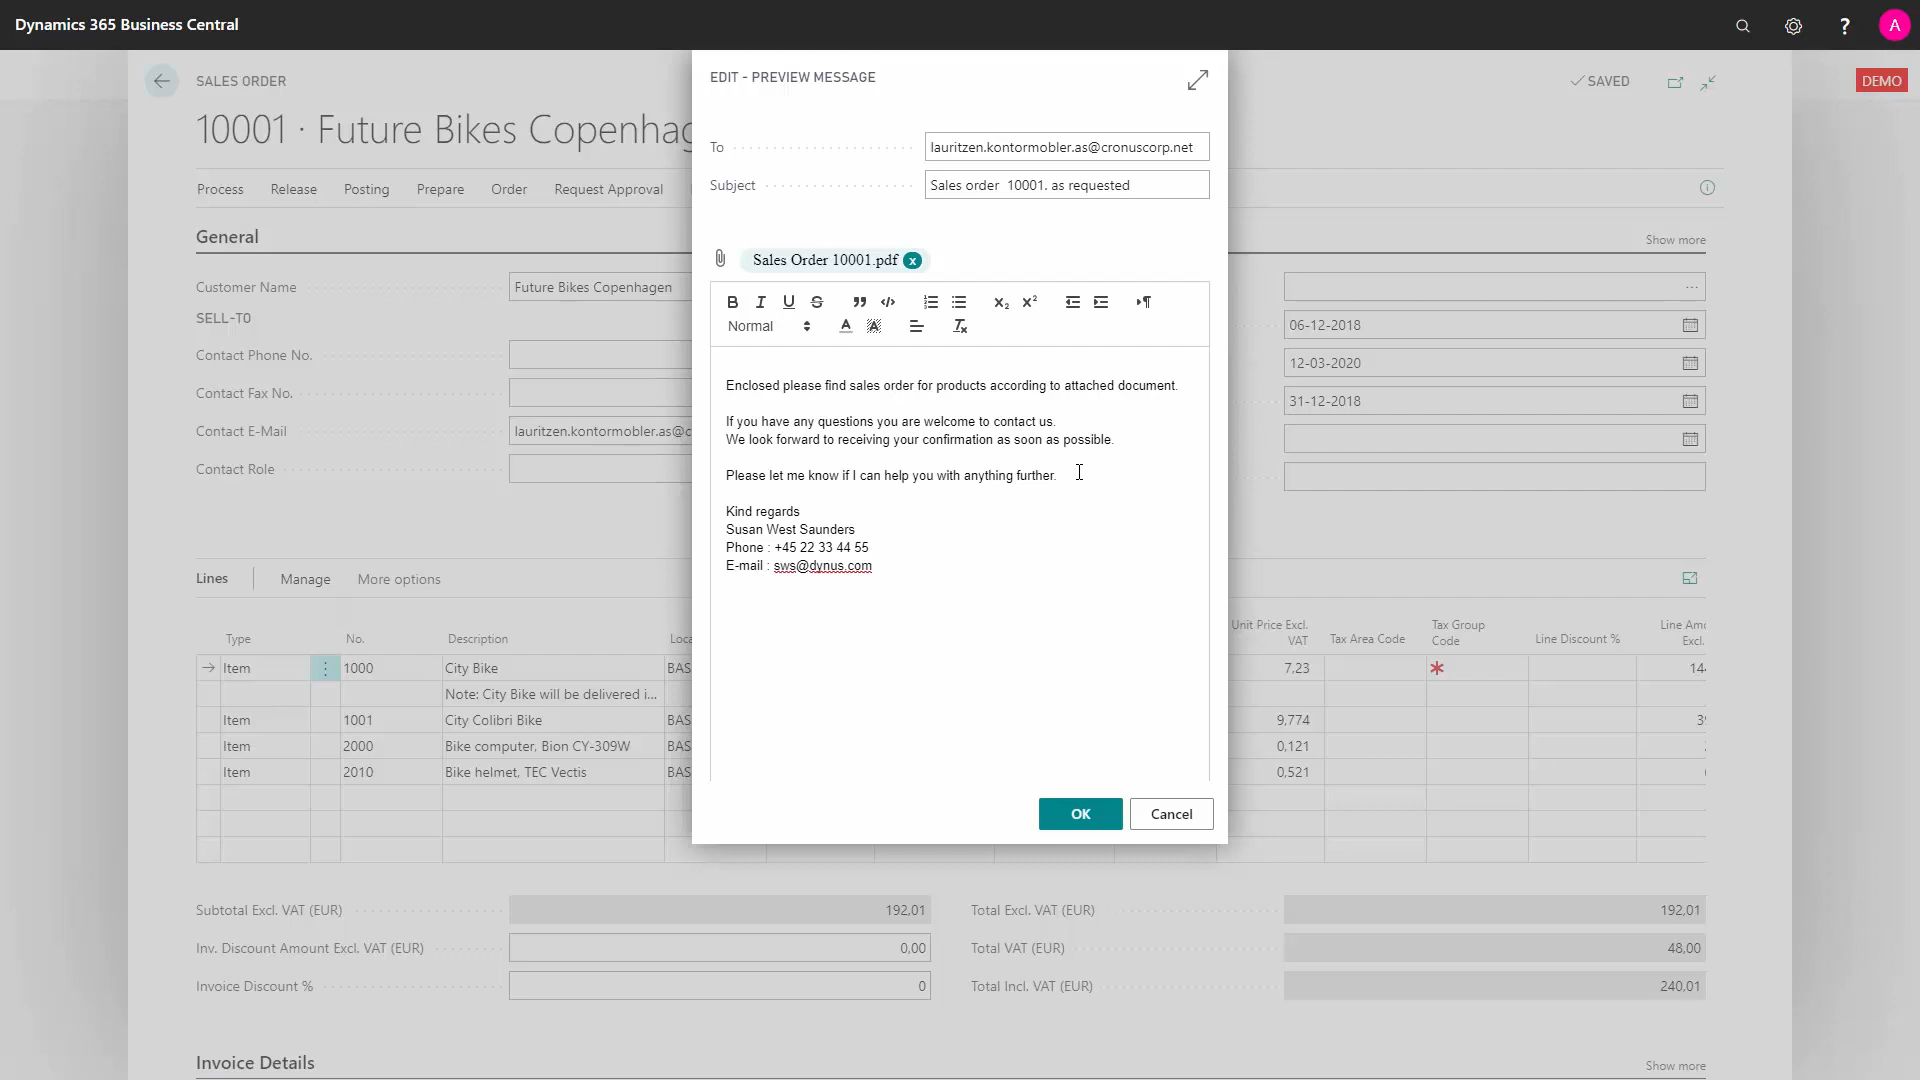 Dynamics 365 Business Central
?
A
SALES ORDER
SAVED
DEMO
10001 · Future Bikes Copenhag
Process
Release
Posting
Prepare
Order
Request Approval
General
Show more
Customer Name
Future Bikes Copenhagen
SELL-TO
Contact Phone No.
Contact Fax No.
Contact E-Mail
lauritzen.kontormobler.as@c
Contact Role
06-12-2018
12-03-2020
31-12-2018
EDIT - PREVIEW MESSAGE
To
lauritzen.kontormobler.as@cronuscorp.net
Subject
Sales order  10001. as requested
Sales Order 10001.pdf x
Normal
Enclosed please find sales order for products according to attached document.
If you have any questions you are welcome to contact us.
We look forward to receiving your confirmation as soon as possible.
Please let me know if I can help you with anything further.
Kind regards
Susan West Saunders
Phone : +45 22 33 44 55
E-mail : sws@dynus.com
OK
Cancel
Lines
Manage
More options
Type No. Description Loca Unit Price Excl. VAT Tax Area Code Tax Group Code Line Discount % Line Amo Excl.
Item 1000 City Bike BAS 7,23 14
Note: City Bike will be delivered i...
Item 1001 City Colibri Bike BAS 9,774
Item 2000 Bike computer, Bion CY-309W BAS 0,121
Item 2010 Bike helmet, TEC Vectis BAS 0,521
Subtotal Excl. VAT (EUR) 192,01
Total Excl. VAT (EUR) 192,01
Inv. Discount Amount Excl. VAT (EUR) 0,00
Total VAT (EUR) 48,00
Invoice Discount % 0
Total Incl. VAT (EUR) 240,01
Invoice Details
Show more